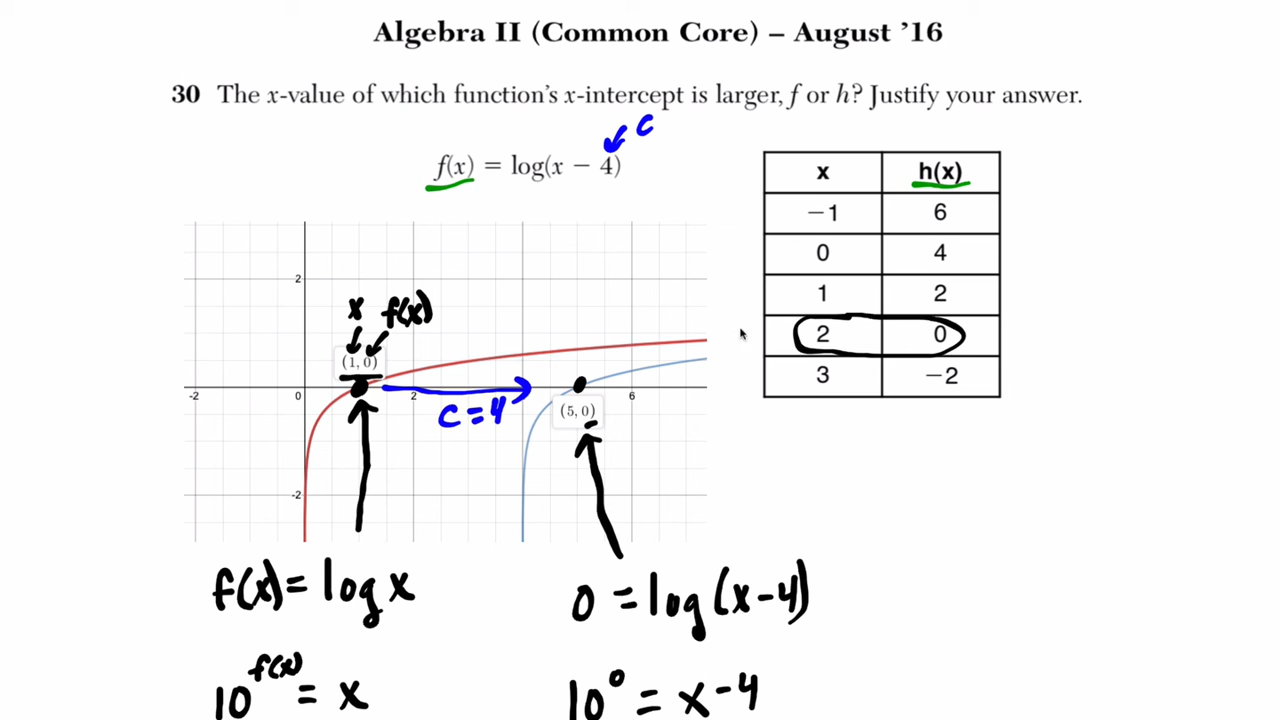 Algebra II (Common Core) – August ’16
30 The x-value of which function’s x-intercept is larger, f or h? Justify your answer.
c
f(x) = log(x − 4)
x h(x)
−1 6
0 4
1 2
2 0
3 −2
2
x f(x)
(1, 0)
-2 0 2 6
c = 4
(5, 0)
-2
f(x) = log x
0 = log(x-4)
10^f(x) = x
10^0 = x-4